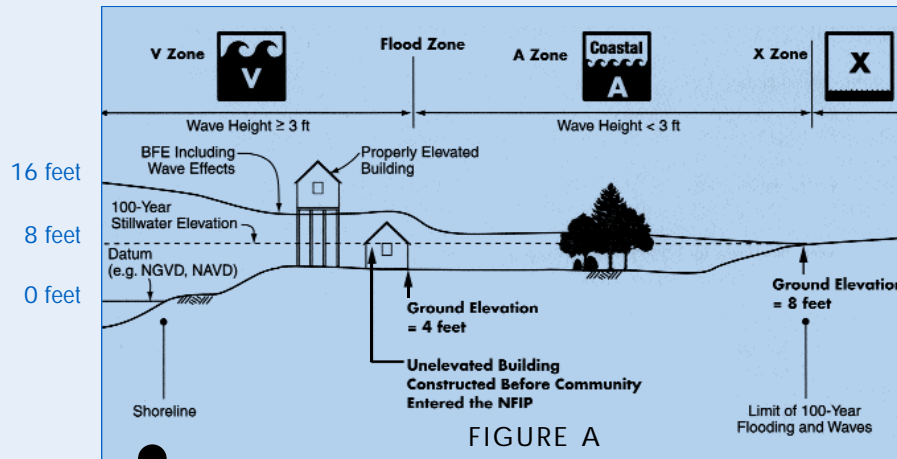 V Zone
V
Flood Zone
A Zone
Coastal
A
X Zone
X
Wave Height ≥ 3 ft
Wave Height < 3 ft
16 feet
BFE Including
Wave Effects
Properly Elevated
Building
100-Year
Stillwater Elevation
8 feet
Datum
(e.g. NGVD, NAVD)
0 feet
Ground Elevation
= 4 feet
Ground Elevation
= 8 feet
Unelevated Building
Constructed Before Community
Entered the NFIP
Shoreline
Limit of 100-Year
Flooding and Waves
FIGURE A